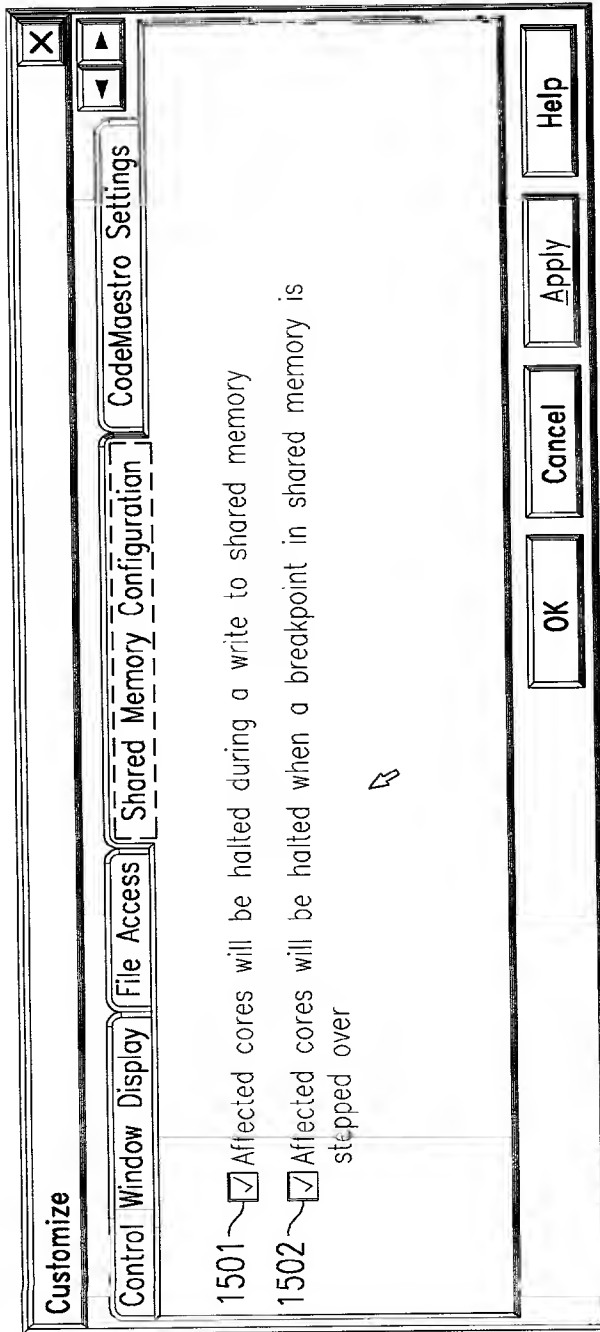 Customize
Control Window Display File Access Shared Memory Configuration CodeMaestro Settings
1501 Affected cores will be halted during a write to shared memory
1502 Affected cores will be halted when a breakpoint in shared memory is
stepped over
OK Cancel Apply Help